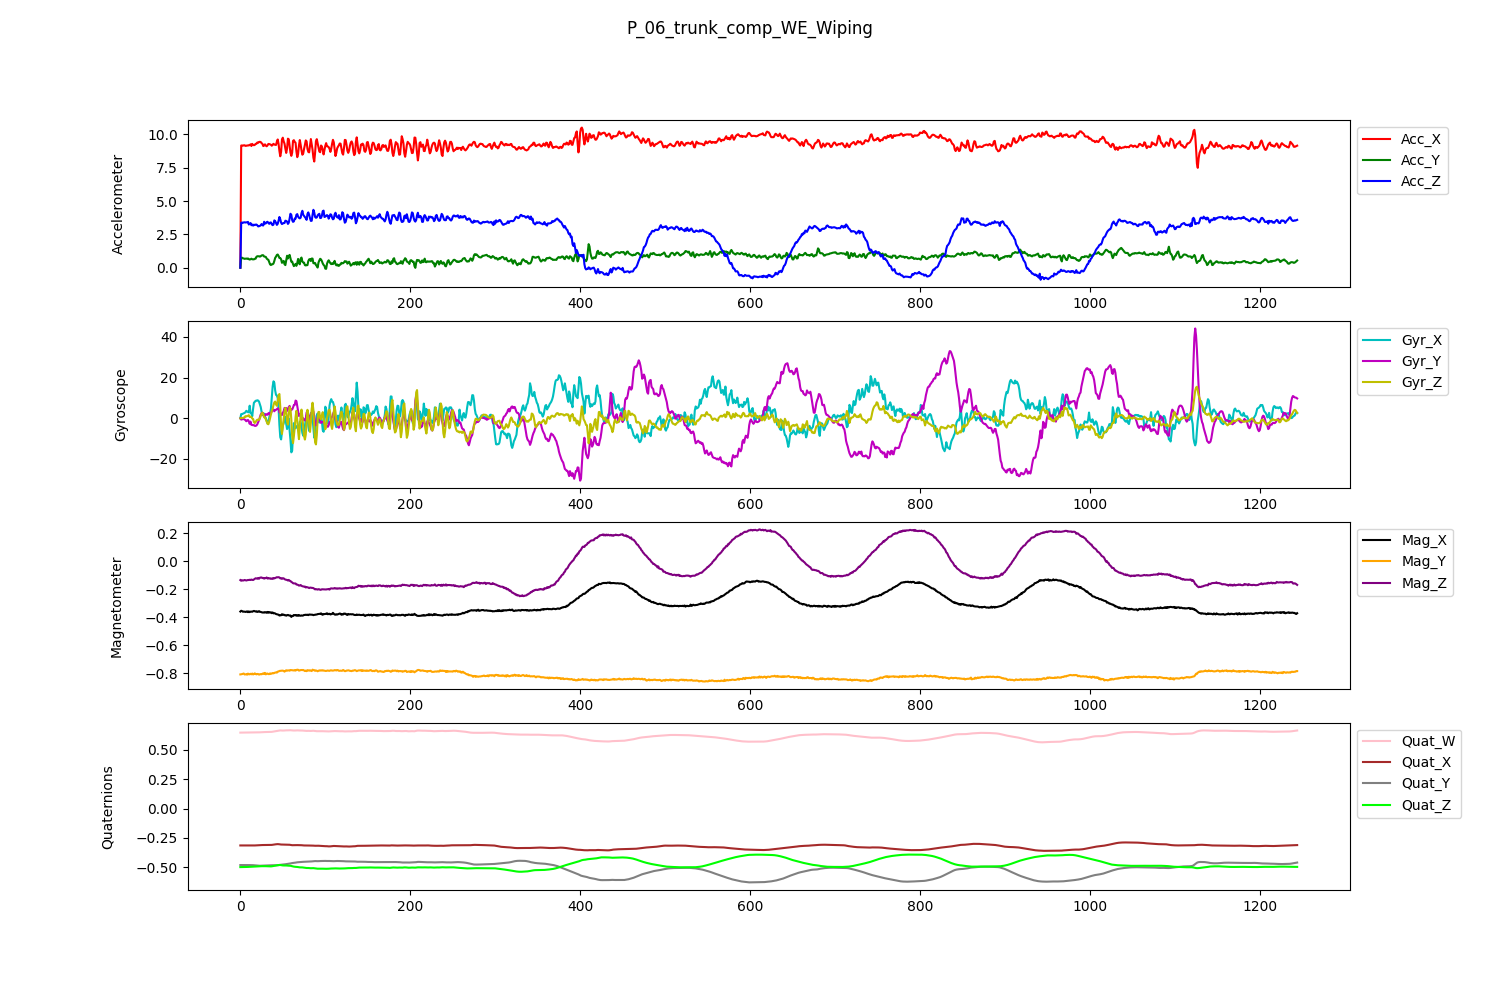 P_06_trunk_comp_WE_Wiping
Accelerometer
10.0
7.5
5.0
2.5
0.0
0 200 400 600 800 1000 1200
Acc_X
Acc_Y
Acc_Z
Gyroscope
40
20
0
−20
0 200 400 600 800 1000 1200
Gyr_X
Gyr_Y
Gyr_Z
Magnetometer
0.2
0.0
−0.2
−0.4
−0.6
−0.8
0 200 400 600 800 1000 1200
Mag_X
Mag_Y
Mag_Z
Quaternions
0.50
0.25
0.00
−0.25
−0.50
0 200 400 600 800 1000 1200
Quat_W
Quat_X
Quat_Y
Quat_Z